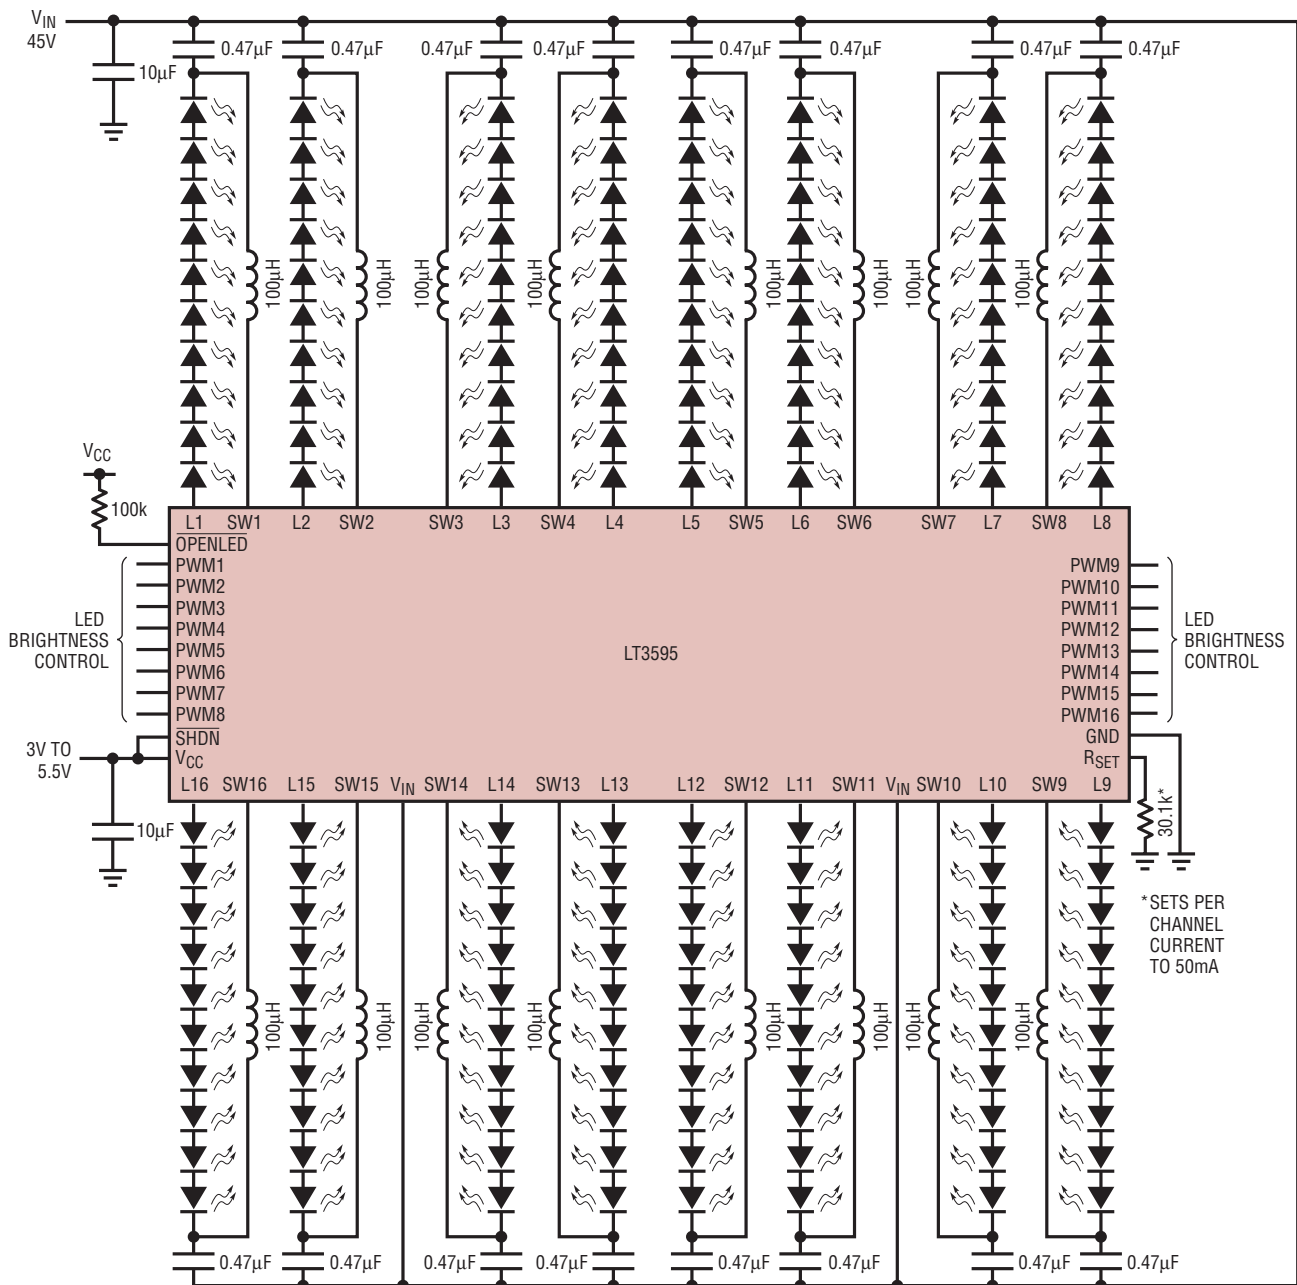 VIN
45V
10µF
0.47µF 0.47µF 0.47µF 0.47µF 0.47µF 0.47µF 0.47µF 0.47µF
100µH 100µH 100µH 100µH 100µH 100µH 100µH 100µH
VCC
100k
L1 SW1 L2 SW2 SW3 L3 SW4 L4 L5 SW5 L6 SW6 SW7 L7 SW8 L8
OPENLED
PWM1
PWM2
PWM3
PWM4
PWM5
PWM6
PWM7
PWM8
LED
BRIGHTNESS
CONTROL
LT3595
PWM9
PWM10
PWM11
PWM12
PWM13
PWM14
PWM15
PWM16
LED
BRIGHTNESS
CONTROL
SHDN
VCC
3V TO
5.5V
GND
RSET
L16 SW16 L15 SW15 VIN SW14 L14 SW13 L13 L12 SW12 L11 SW11 VIN SW10 L10 SW9 L9
10µF
30.1k*
*SETS PER
CHANNEL
CURRENT
TO 50mA
100µH 100µH 100µH 100µH 100µH 100µH 100µH 100µH
0.47µF 0.47µF 0.47µF 0.47µF 0.47µF 0.47µF 0.47µF 0.47µF